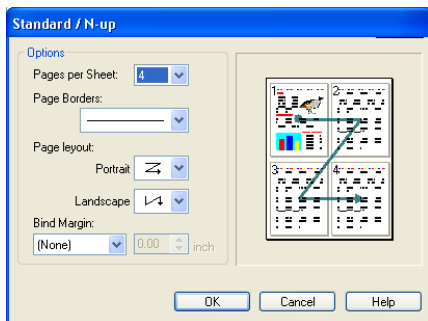 Standard / N-up
Options
Pages per Sheet: 4
Page Borders:
Page leyout:
Portrait
Landscape
Bind Margin:
(None) 0.00 inch
1 2
3 4
OK Cancel Help